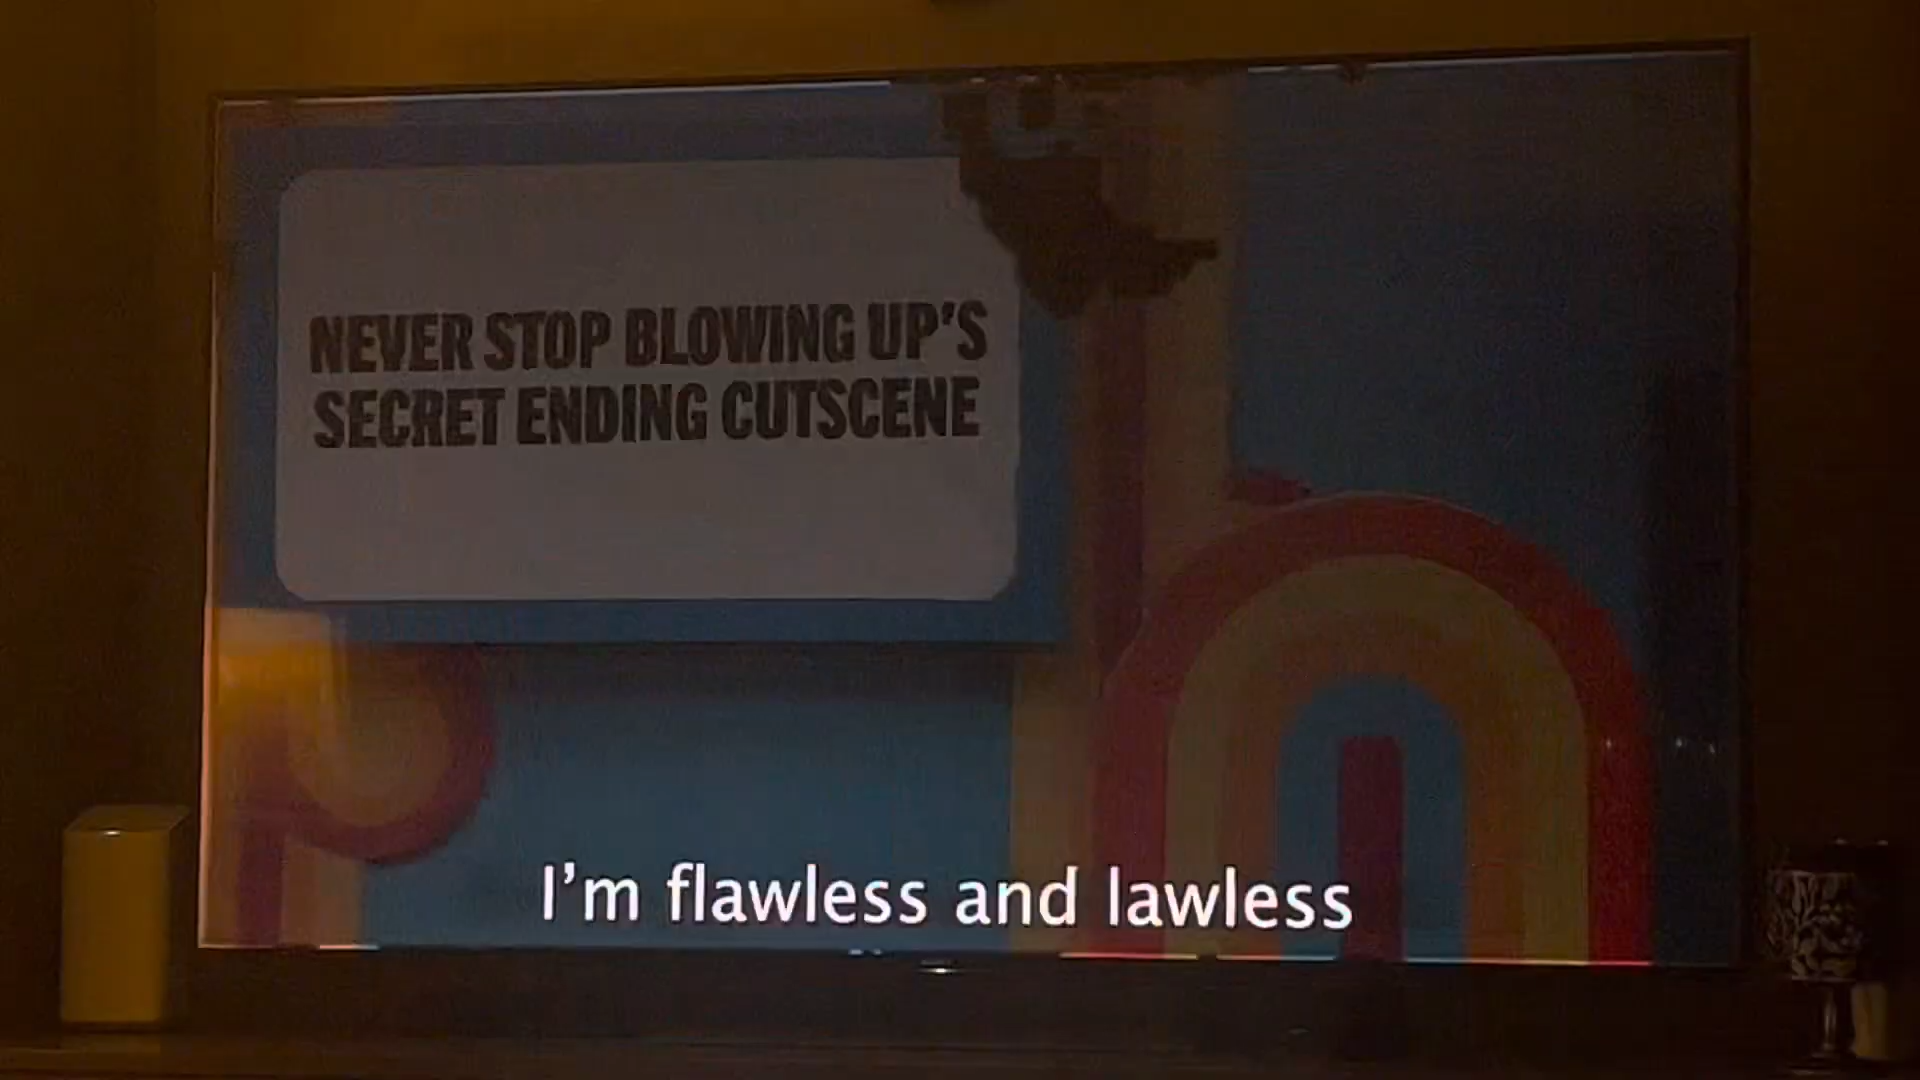 NEVER STOP BLOWING UP'S
SECRET ENDING CUTSCENE
I'm flawless and lawless